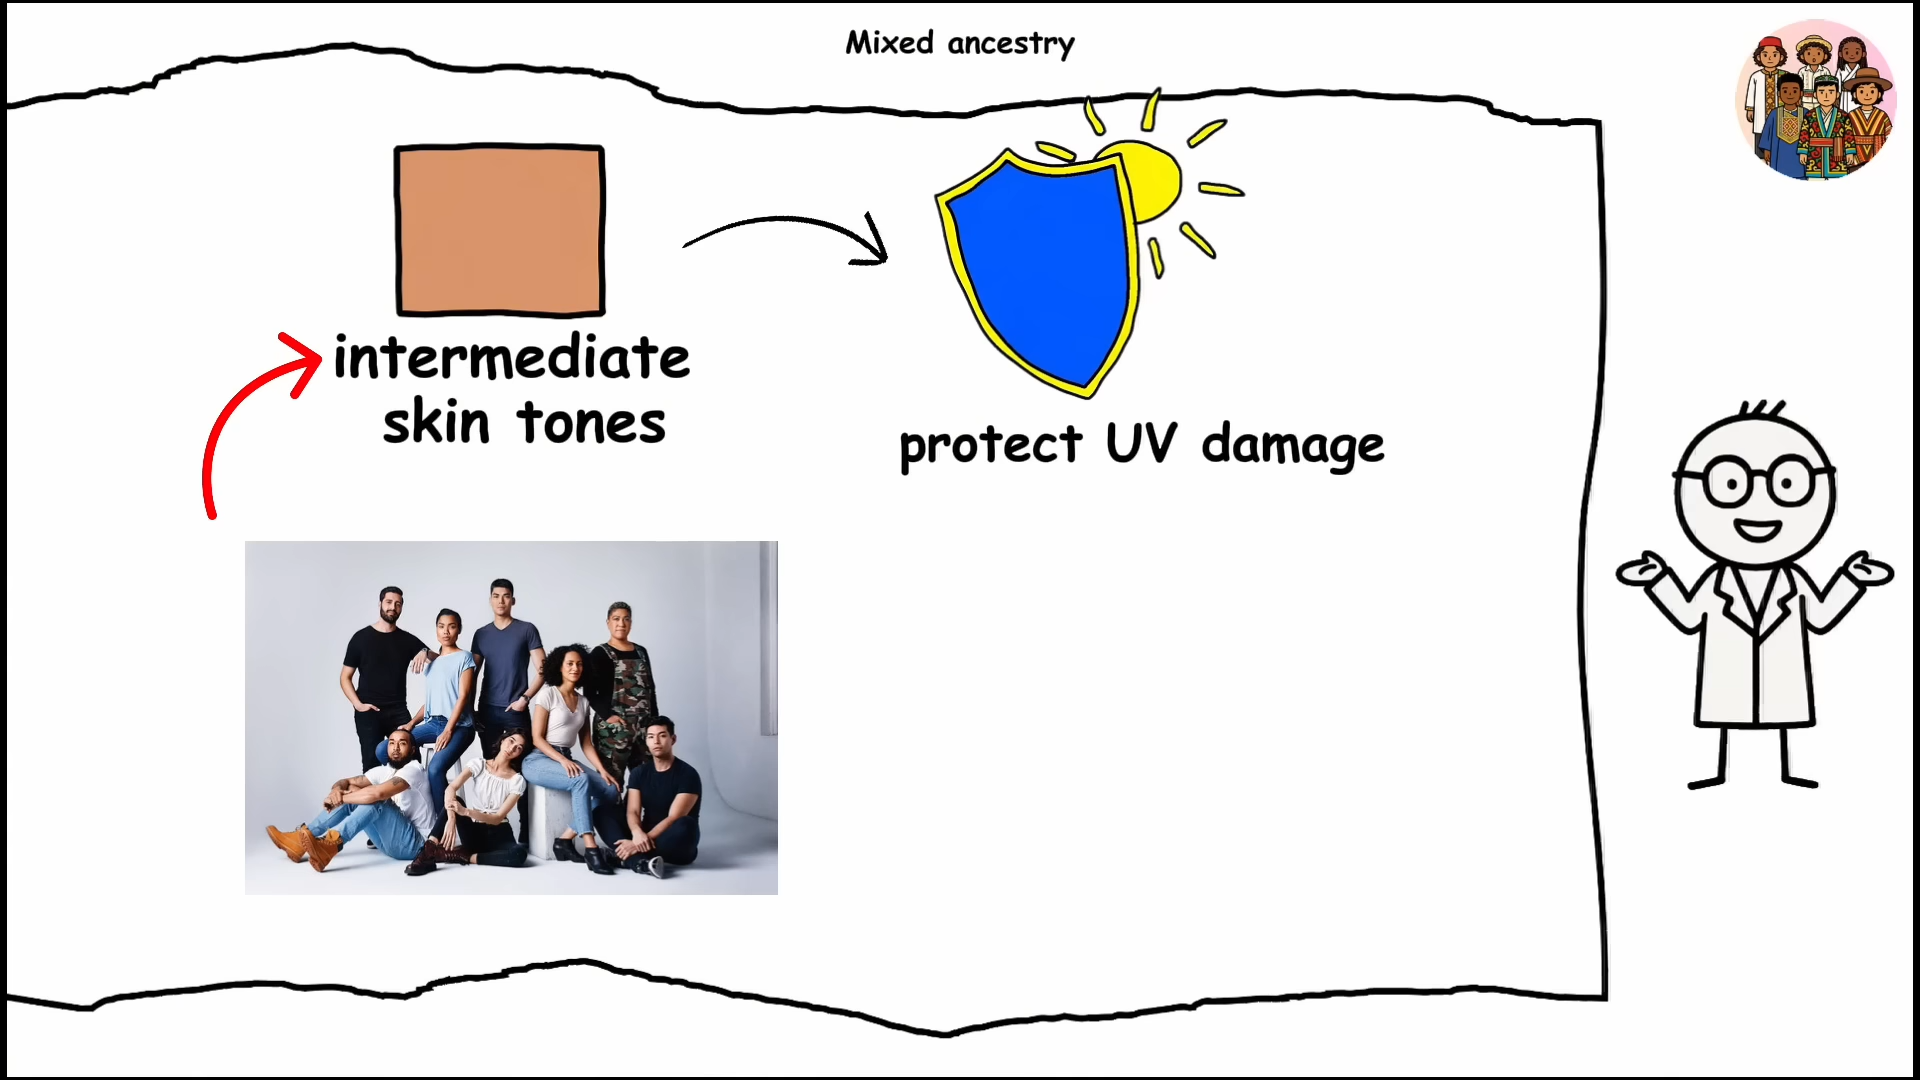 Mixed ancestry
intermediate
skin tones
protect UV damage